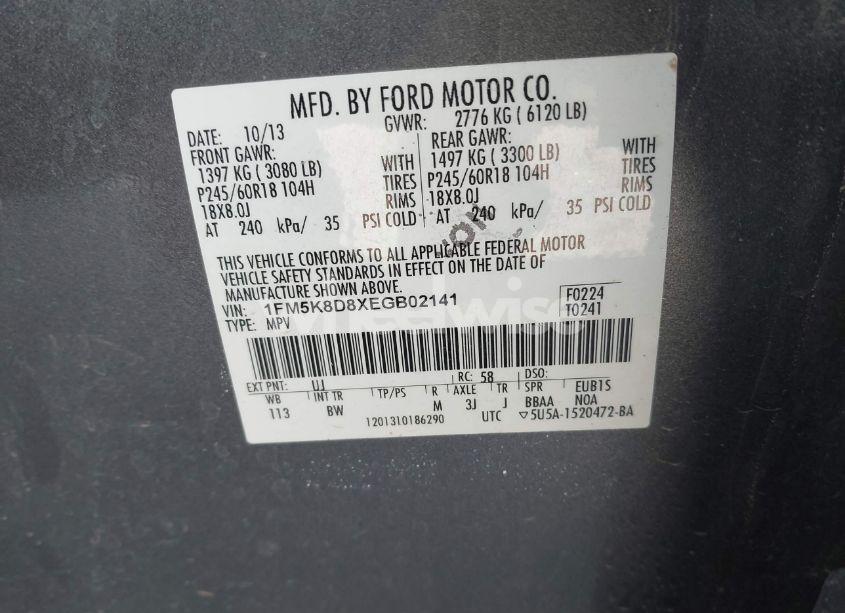 MFD. BY FORD MOTOR CO.
DATE: 10/13 GVWR: 2776 KG ( 6120 LB)
FRONT GAWR: REAR GAWR:
1397 KG ( 3080 LB) WITH 1497 KG ( 3300 LB) WITH
P245/60R18 104H TIRES P245/60R18 104H TIRES
18X8.0J RIMS 18X8.0J RIMS
AT 240 kPa/ 35 PSI COLD AT 240 kPa/ 35 PSI COLD
THIS VEHICLE CONFORMS TO ALL APPLICABLE FEDERAL MOTOR
VEHICLE SAFETY STANDARDS IN EFFECT ON THE DATE OF
MANUFACTURE SHOWN ABOVE.
VIN: 1FM5K8D8XEGB02141 F0224
TYPE: MPV T0241
EXT PNT: UJ RC: 58 DSO:
WB INT TR TP/PS R AXLE TR SPR EUB1S
113 BW M 3J J BBAA NOA
1201310186290 UTC ▽5U5A-1520472-BA